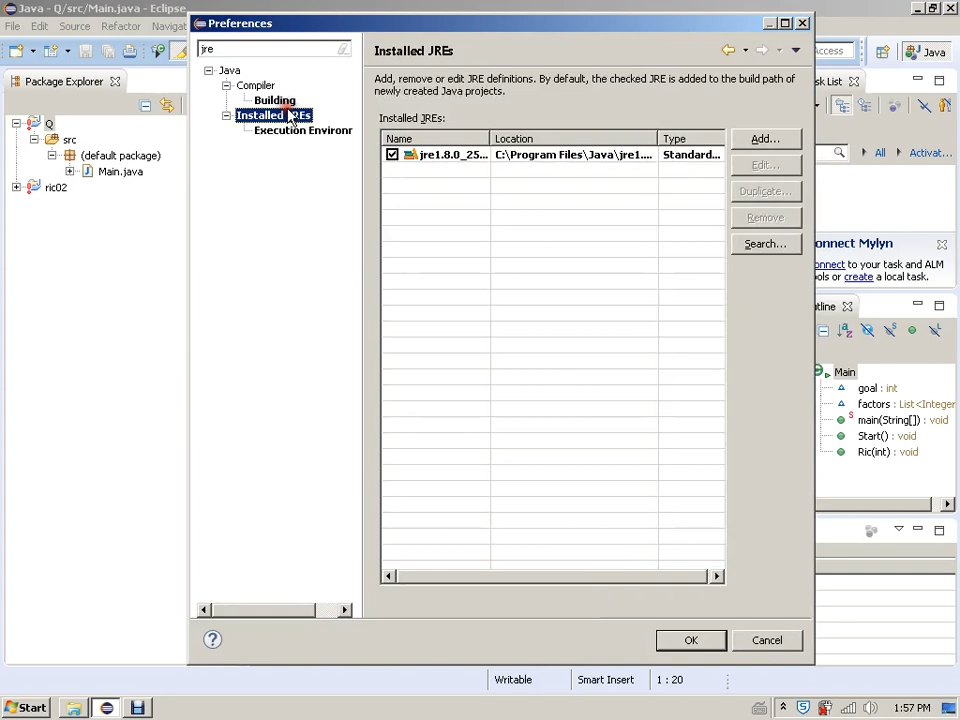 Java - Q/src/Main.java - Eclipse
File Edit Source Refactor Navigat
Access
Java
Package Explorer
Q
src
(default package)
Main.java
ric02
Preferences
jre
Java
Compiler
Building
Installed JREs
Execution Environr
Installed JREs
Add, remove or edit JRE definitions. By default, the checked JRE is added to the build path of
newly created Java projects.
Installed JREs:
Name Location Type
jre1.8.0_25... C:\Program Files\Java\jre1.... Standard...
Add...
Edit...
Duplicate...
Remove
Search...
OK Cancel
sk List
All Activat...
onnect Mylyn
onnect to your task and ALM
ols or create a local task.
utline
Main
goal : int
factors : List<Integer
main(String[]) : void
Start() : void
Ric(int) : void
Writable Smart Insert 1 : 20
Start 1:57 PM